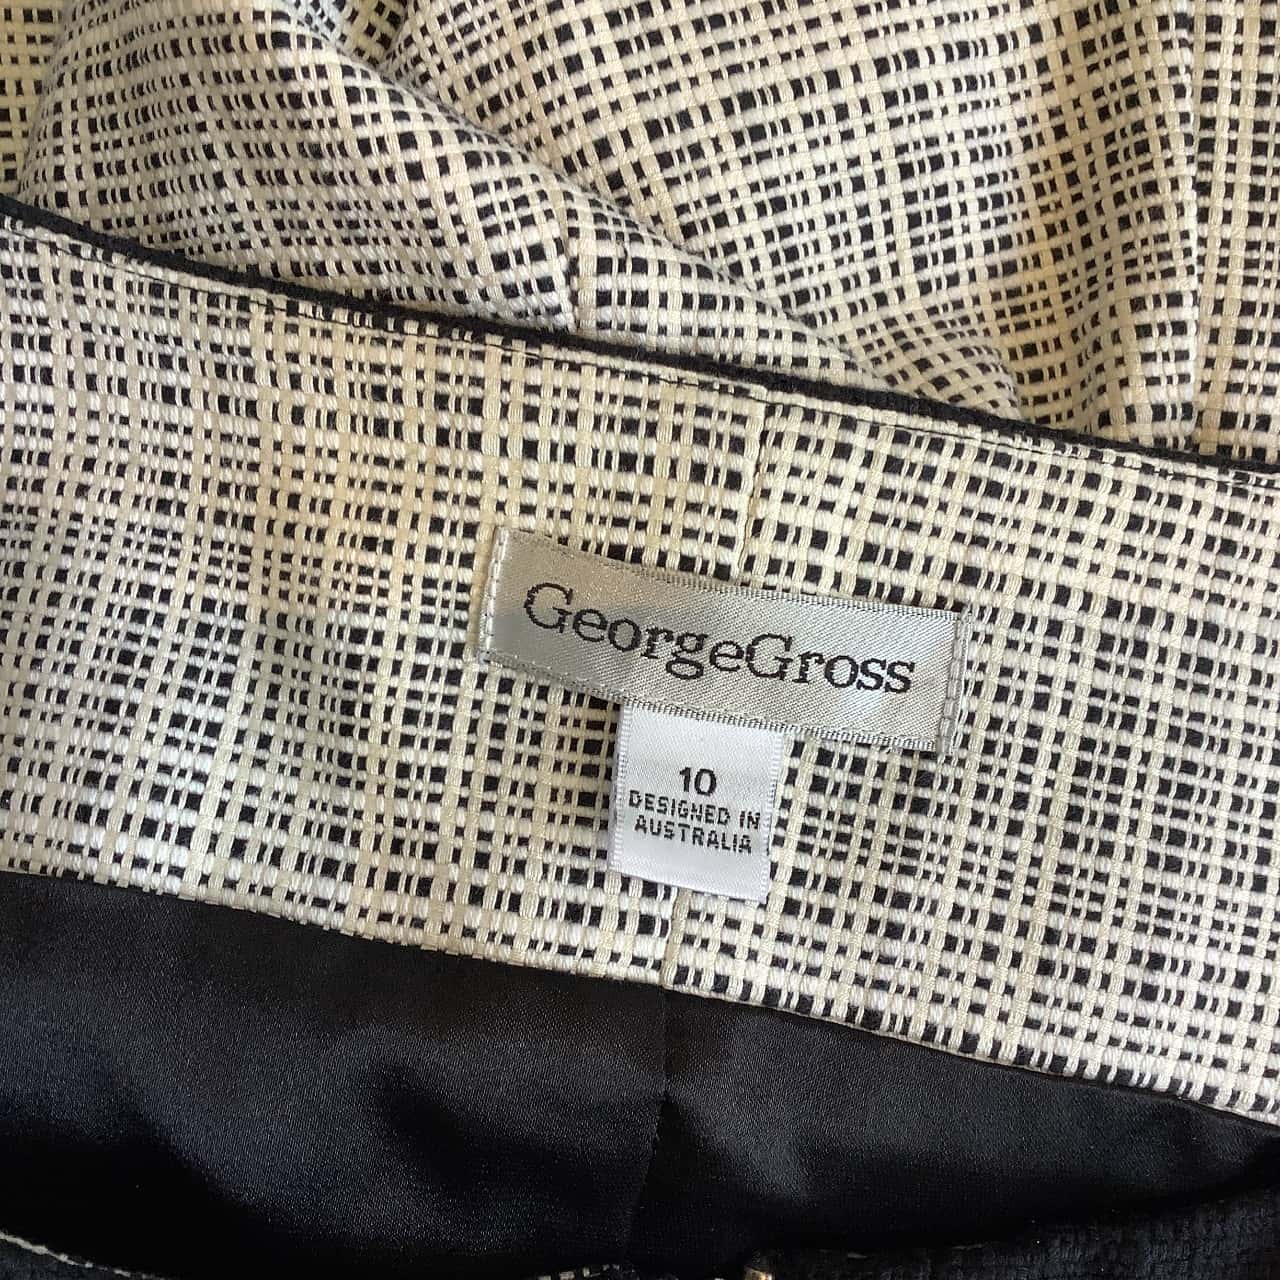 GeorgeGross
10
DESIGNED IN
AUSTRALIA